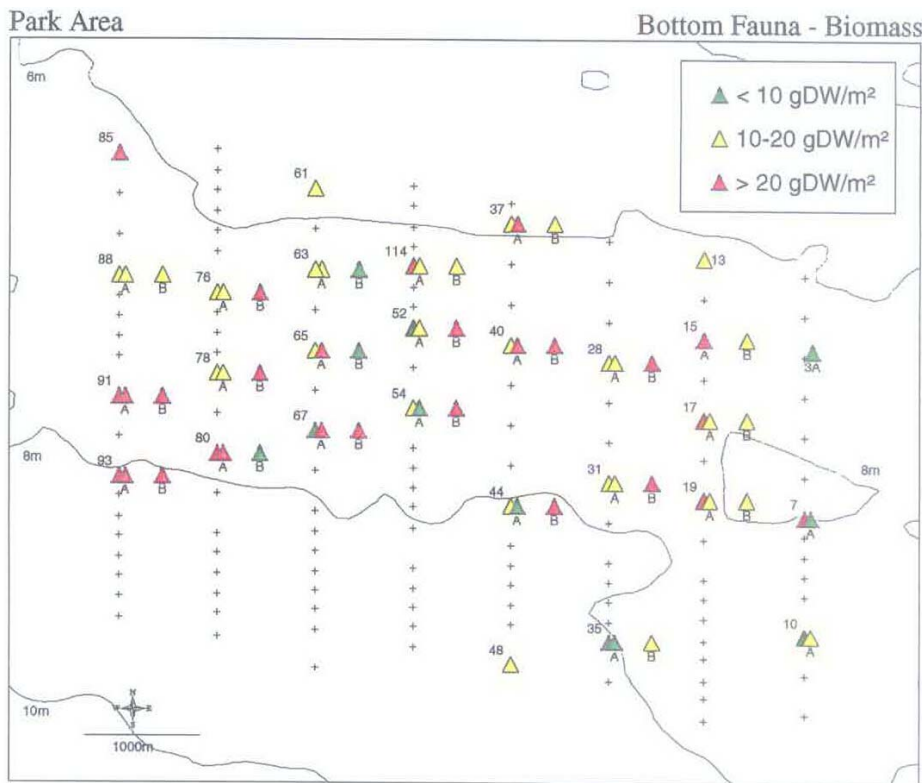 Park Area
Bottom Fauna - Biomass
< 10 gDW/m²
10-20 gDW/m²
> 20 gDW/m²
6m
85
61
37
A B
13
88
A B
76
A B
63
A B
114
A B
52
A B
15
A B
3A
65
A B
40
A B
28
A B
78
A B
91
A B
54
A B
17
A B
67
A B
8m
80
A B
93
A B
31
A B
8m
19
A B
44
A B
7
A
35
A B
10
A
48
10m
N
E
S
1000m